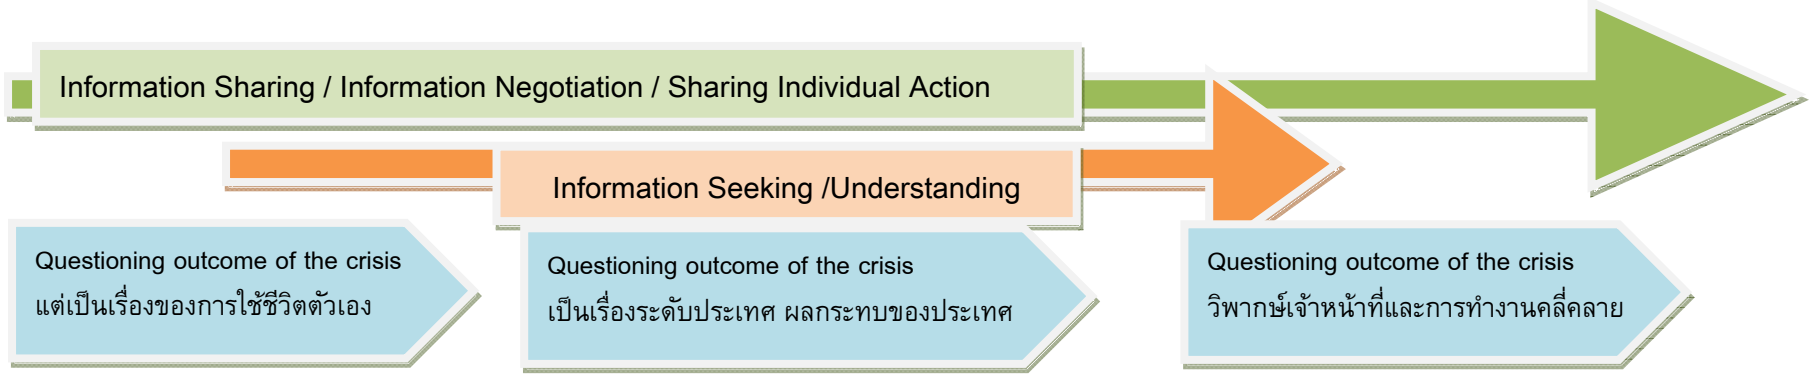 Information Sharing / Information Negotiation / Sharing Individual Action
Information Seeking /Understanding
Questioning outcome of the crisis
แต่เป็นเรื่องของการใช้ชีวิตตัวเอง
Questioning outcome of the crisis
เป็นเรื่องระดับประเทศ ผลกระทบของประเทศ
Questioning outcome of the crisis
วิพากษ์เจ้าหน้าที่และการทำงานคลี่คลาย